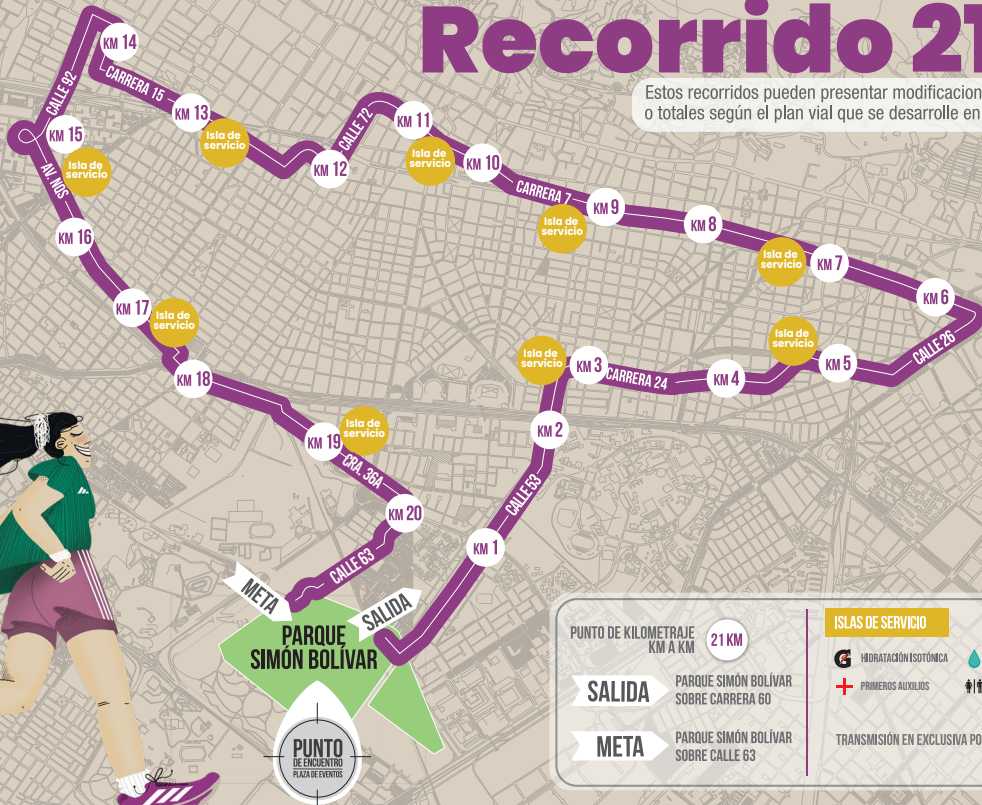 Recorrido 21
Estos recorridos pueden presentar modificacion
o totales según el plan vial que se desarrolle en
KM 14
CARRERA 15
CALLE 92
KM 13
Isla de
servicio
KM 15
Isla de
servicio
AV. NQS
KM 16
KM 12
CALLE 72
KM 11
Isla de
servicio
KM 10
CARRERA 7
KM 9
Isla de
servicio
KM 8
KM 7
Isla de
servicio
KM 6
CALLE 26
KM 5
Isla de
servicio
KM 4
CARRERA 24
KM 3
Isla de
servicio
KM 2
CALLE 53
KM 1
KM 17
Isla de
servicio
KM 18
KM 19
Isla de
servicio
CRA. 36A
KM 20
CALLE 63
META
SALIDA
PARQUE
SIMÓN BOLÍVAR
PUNTO
DE ENCUENTRO
PLAZA DE EVENTOS
PUNTO DE KILOMETRAJE
KM A KM
21 KM
SALIDA
PARQUE SIMÓN BOLÍVAR
SOBRE CARRERA 60
META
PARQUE SIMÓN BOLÍVAR
SOBRE CALLE 63
ISLAS DE SERVICIO
HIDRATACIÓN ISOTÓNICA
PRIMEROS AUXILIOS
TRANSMISIÓN EN EXCLUSIVA PO